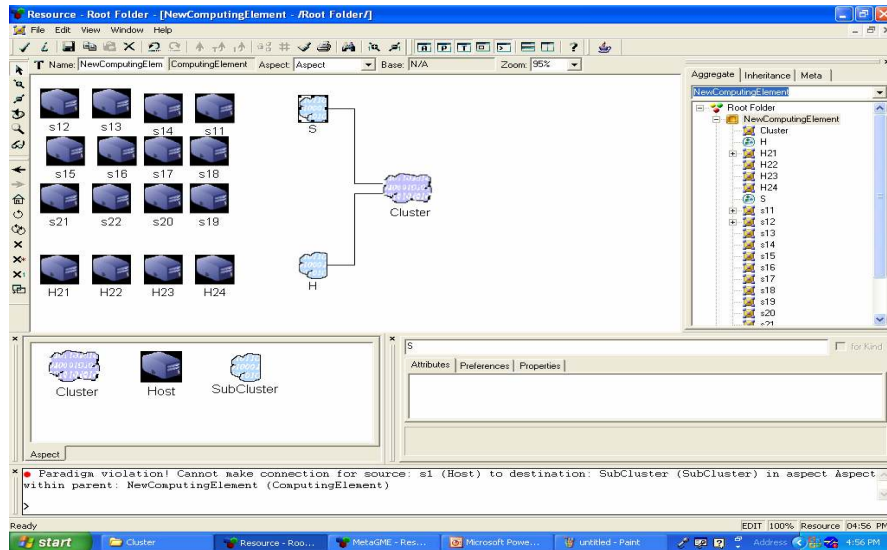 Resource - Root Folder - [NewComputingElement - /Root Folder/]
File Edit View Window Help
Name: NewComputingElem ComputingElement Aspect: Aspect Base: N/A Zoom: 95%
Aggregate Inheritance Meta
NewComputingElement
Root Folder
NewComputingElement
Cluster
H
H21
H22
H23
H24
S
s11
s12
s13
s14
s15
s16
s17
s18
s19
s20
s21
s12 s13 s14 s11
s15 s16 s17 s18
s21 s22 s20 s19
H21 H22 H23 H24
S
Cluster
H
Cluster Host SubCluster
Aspect
S
for Kind
Attributes Preferences Properties
Paradigm violation! Cannot make connection for source: s1 (Host) to destination: SubCluster (SubCluster) in aspect Aspect
within parent: NewComputingElement (ComputingElement)
>
Ready
EDIT 100% Resource 04:56 PM
start Cluster Resource - Roo... MetaGME - Res... Microsoft Powe... untitled - Paint Address 4:56 PM